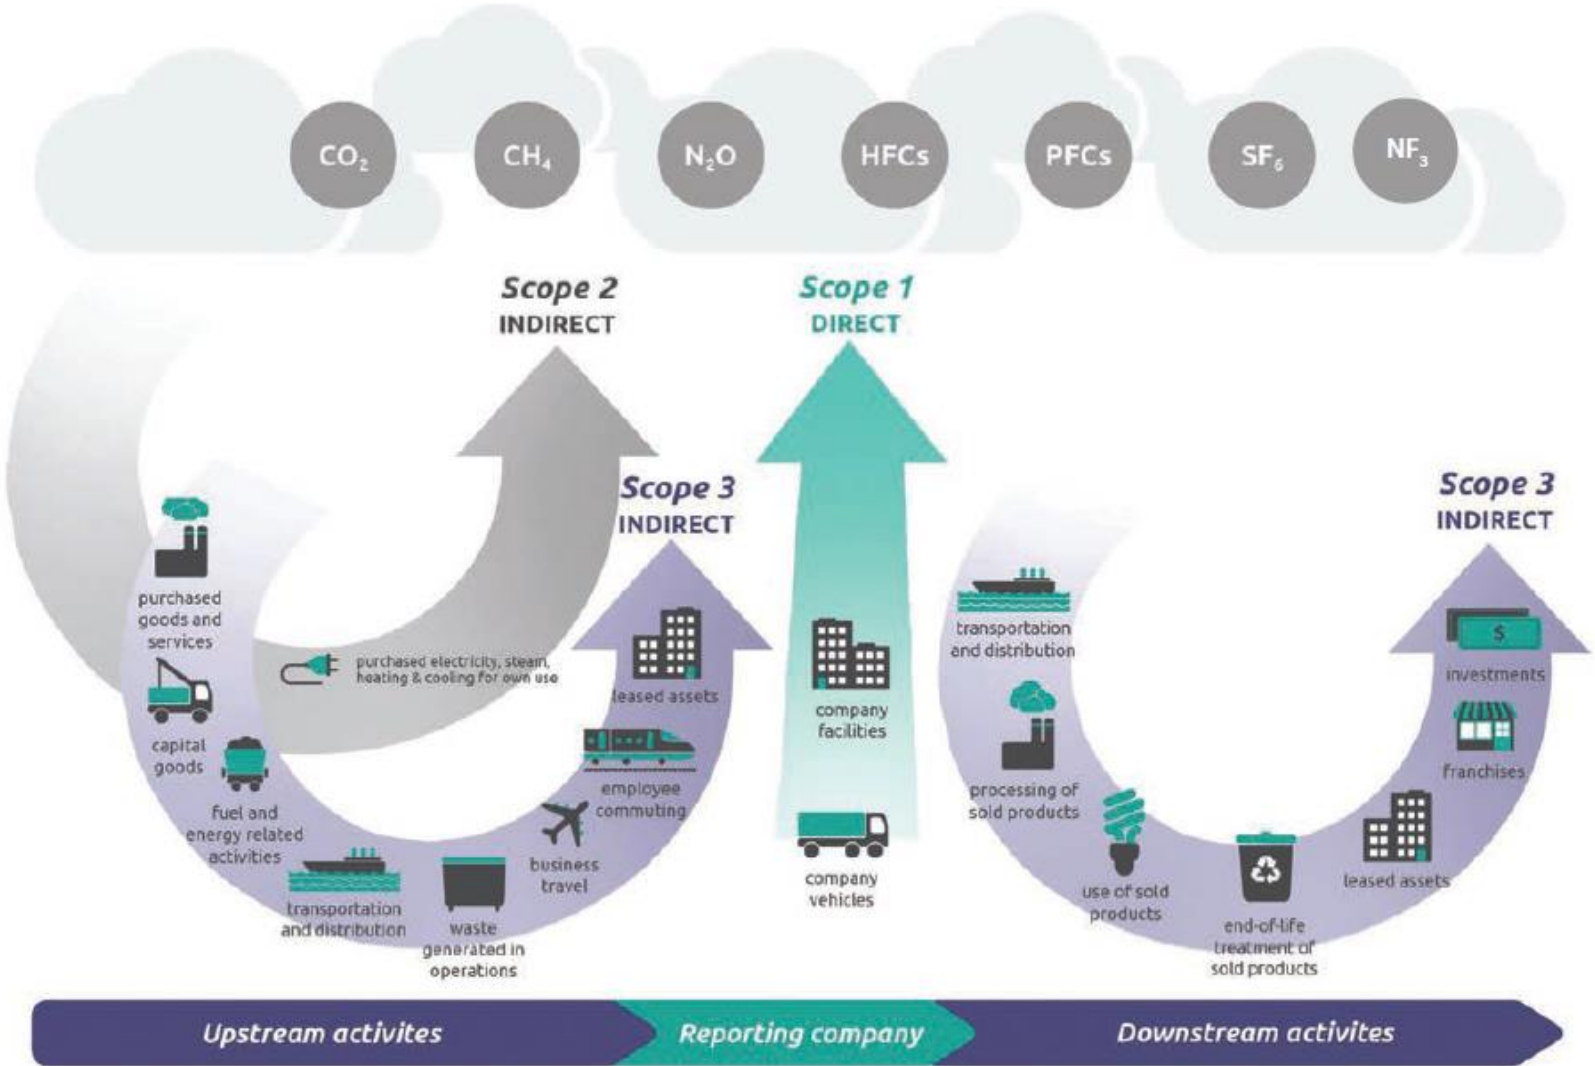 CO₂
CH₄
N₂O
HFCs
PFCs
SF₆
NF₃
Scope 2
INDIRECT
Scope 1
DIRECT
Scope 3
INDIRECT
Scope 3
INDIRECT
purchased
goods and
services
capital
goods
fuel and
energy related
activities
transportation
and distribution
waste
generated in
operations
business
travel
employee
commuting
leased assets
purchased electricity, steam,
heating & cooling for own use
company
facilities
company
vehicles
transportation
and distribution
processing of
sold products
use of sold
products
end-of-life
treatment of
sold products
leased assets
franchises
$
investments
Upstream activites
Reporting company
Downstream activites